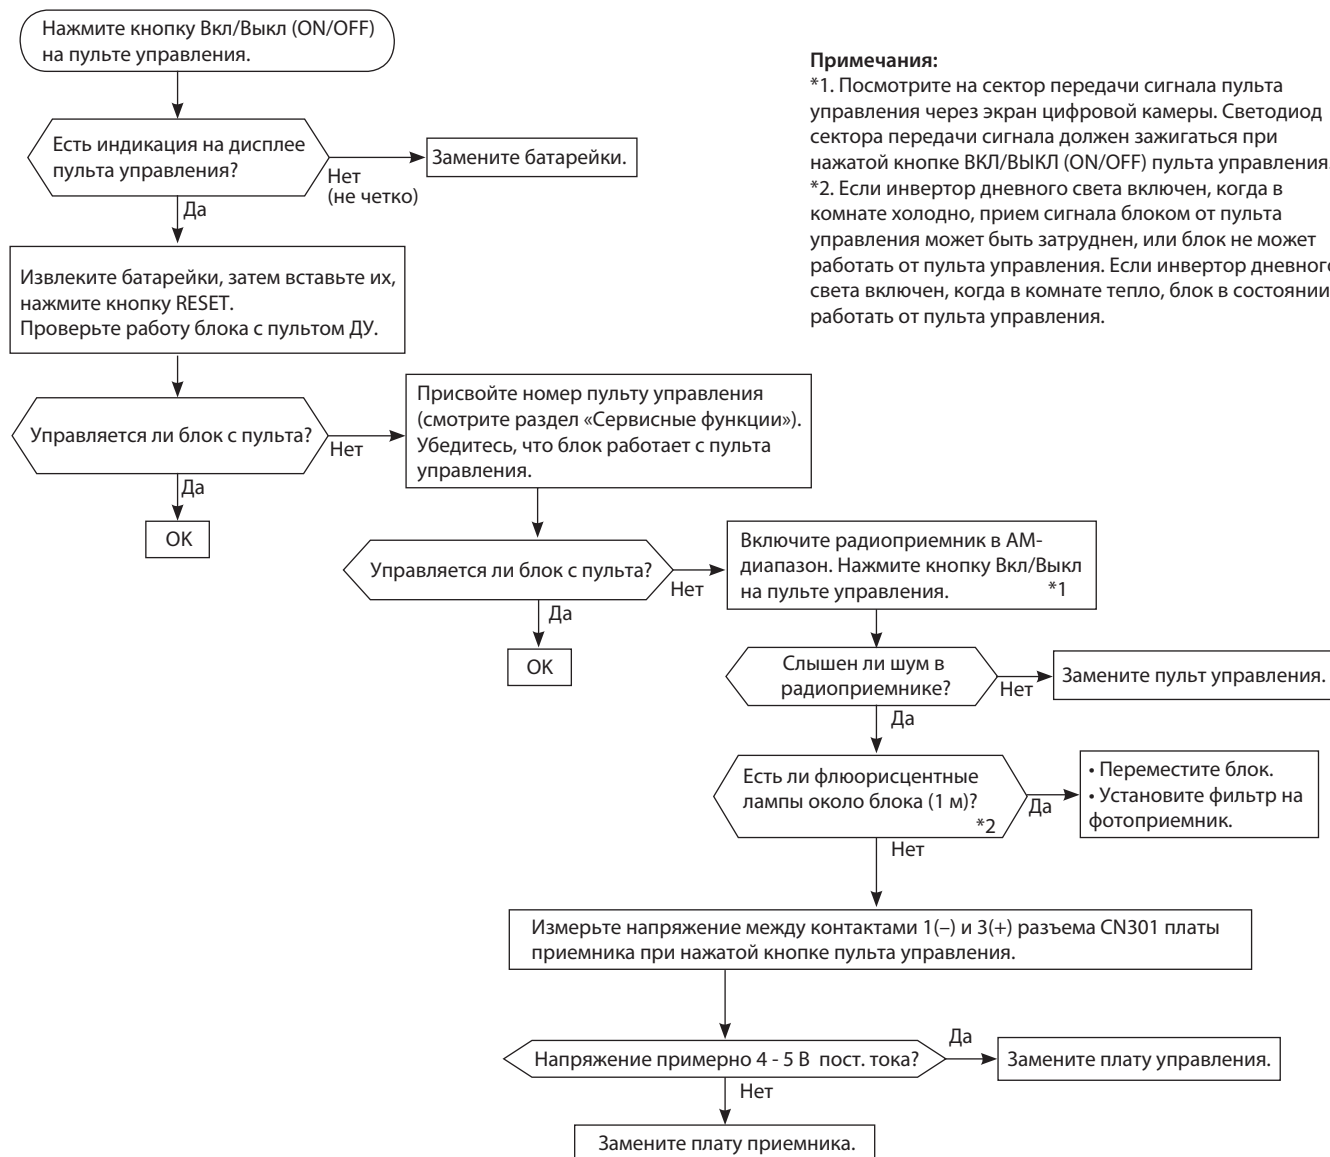 Нажмите кнопку Вкл/Выкл (ON/OFF)
на пульте управления.
Примечания:
*1. Посмотрите на сектор передачи сигнала пульта
управления через экран цифровой камеры. Светодиод
сектора передачи сигнала должен зажигаться при
нажатой кнопке ВКЛ/ВЫКЛ (ON/OFF) пульта управления.
*2. Если инвертор дневного света включен, когда в
комнате холодно, прием сигнала блоком от пульта
управления может быть затруднен, или блок не может
работать от пульта управления. Если инвертор дневного
света включен, когда в комнате тепло, блок в состоянии
работать от пульта управления.
Есть индикация на дисплее
пульта управления?
Нет
(не четко)
Замените батарейки.
Да
Извлеките батарейки, затем вставьте их,
нажмите кнопку RESET.
Проверьте работу блока с пультом ДУ.
Управляется ли блок с пульта?
Нет
Да
OK
Присвойте номер пульту управления
(смотрите раздел «Сервисные функции»).
Убедитесь, что блок работает с пульта
управления.
Управляется ли блок с пульта?
Нет
Да
OK
Включите радиоприемник в АМ-
диапазон. Нажмите кнопку Вкл/Выкл
на пульте управления. *1
Слышен ли шум в
радиоприемнике?
Нет
Замените пульт управления.
Да
Есть ли флюорисцентные
лампы около блока (1 м)?
*2
Да
• Переместите блок.
• Установите фильтр на
фотоприемник.
Нет
Измерьте напряжение между контактами 1(–) и 3(+) разъема CN301 платы
приемника при нажатой кнопке пульта управления.
Напряжение примерно 4 - 5 В пост. тока?
Да
Замените плату управления.
Нет
Замените плату приемника.